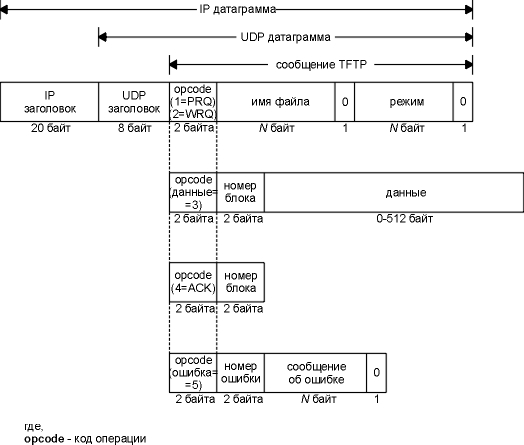 IP датаграмма
UDP датаграмма
сообщение TFTP
IP
заголовок
UDP
заголовок
opcode
(1=PRQ)
(2=WRQ)
имя файла
0
режим
0
20 байт
8 байт
2 байта
N байт
1
N байт
1
opcode
(данные=
=3)
номер
блока
данные
2 байта
2 байта
0-512 байт
opcode
(4=ACK)
номер
блока
2 байта
2 байта
opcode
(ошибка=
=5)
номер
ошибки
сообщение
об ошибке
0
2 байта
2 байта
N байт
1
где,
opcode - код операции